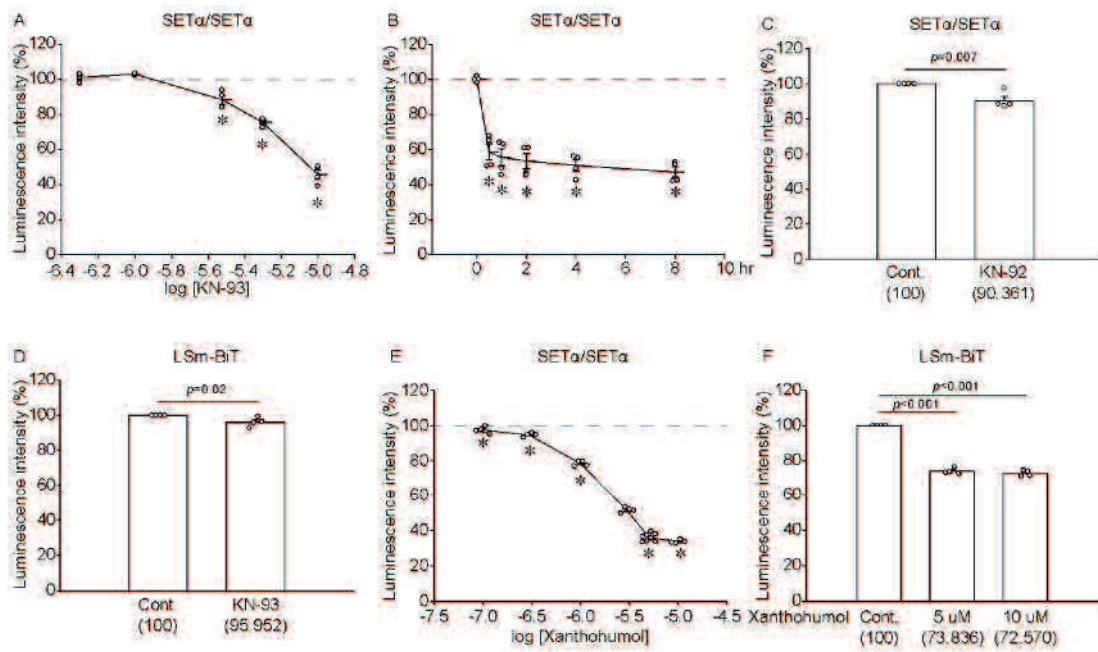 A
SETα/SETα
Luminescence intensity (%)
120
100
80
60
40
20
0
* * *
-6.4 -6.2 -6.0 -5.8 -5.6 -5.4 -5.2 -5.0 -4.8
log [KN-93]
B
SETα/SETα
Luminescence intensity (%)
120
100
80
60
40
20
0
* * * * *
0 2 4 6 8 10 hr
C
SETα/SETα
Luminescence intensity (%)
120
100
80
60
40
20
0
p=0.007
Cont. KN-92
(100) (90.361)
D
LSm-BiT
Luminescence intensity (%)
120
100
80
60
40
20
0
p=0.02
Cont. KN-93
(100) (95.952)
E
SETα/SETα
Luminescence intensity (%)
120
100
80
60
40
20
0
* * * * *
-7.5 -7.0 -6.5 -6.0 -5.5 -5.0 -4.5
log [Xanthohumol]
F
LSm-BiT
Luminescence intensity (%)
120
100
80
60
40
20
0
p<0.001
p<0.001
Xanthohumol Cont. 5 uM 10 uM
(100) (73.836) (72.570)